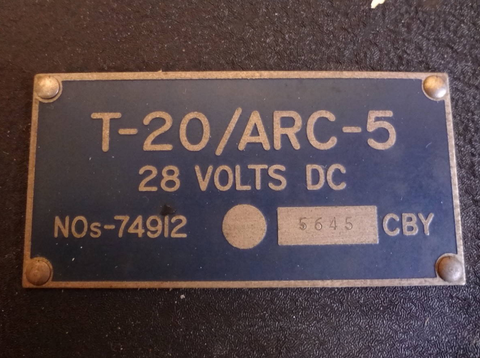 T-20/ARC-5
28 VOLTS DC
NOs-74912 5645 CBY